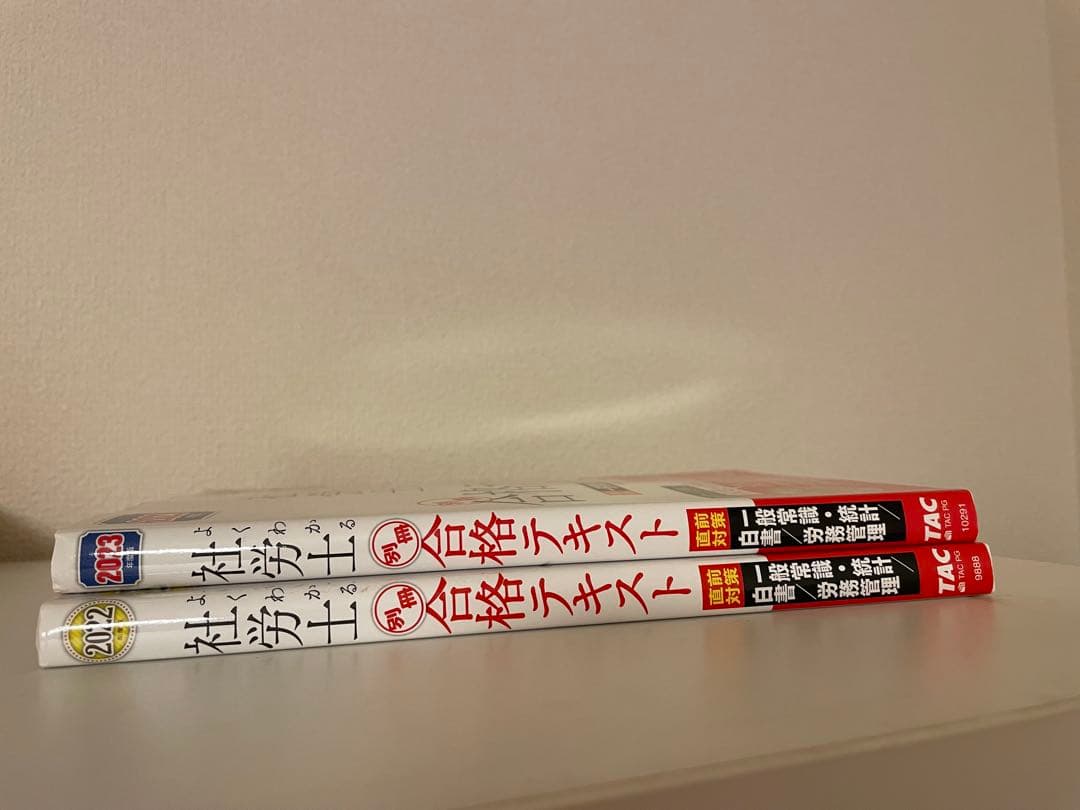 2023
よくわかる
社労士
別冊
合格テキスト
直前
対策
一般常識・統計/
白書/労務管理
TAC
TAC PG
10291
2022
よくわかる
社労士
別冊
合格テキスト
直前
対策
一般常識・統計/
白書/労務管理
TAC
TAC PG
9888